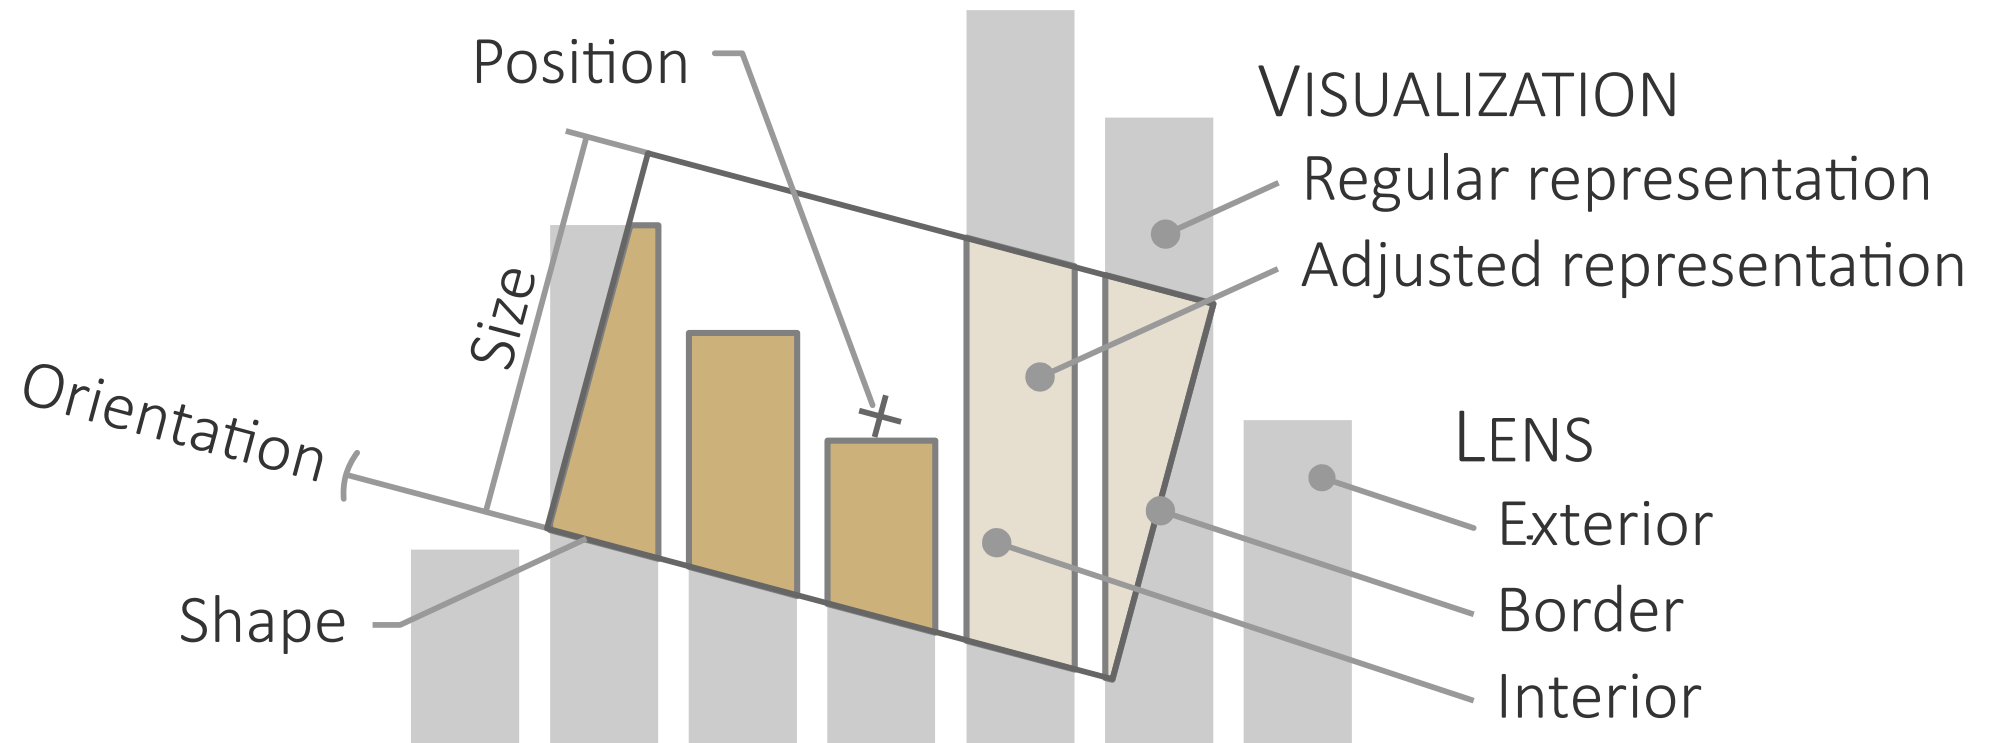 Position
VISUALIZATION
Regular representation
Adjusted representation
Size
Orientation
LENS
Exterior
Border
Interior
Shape